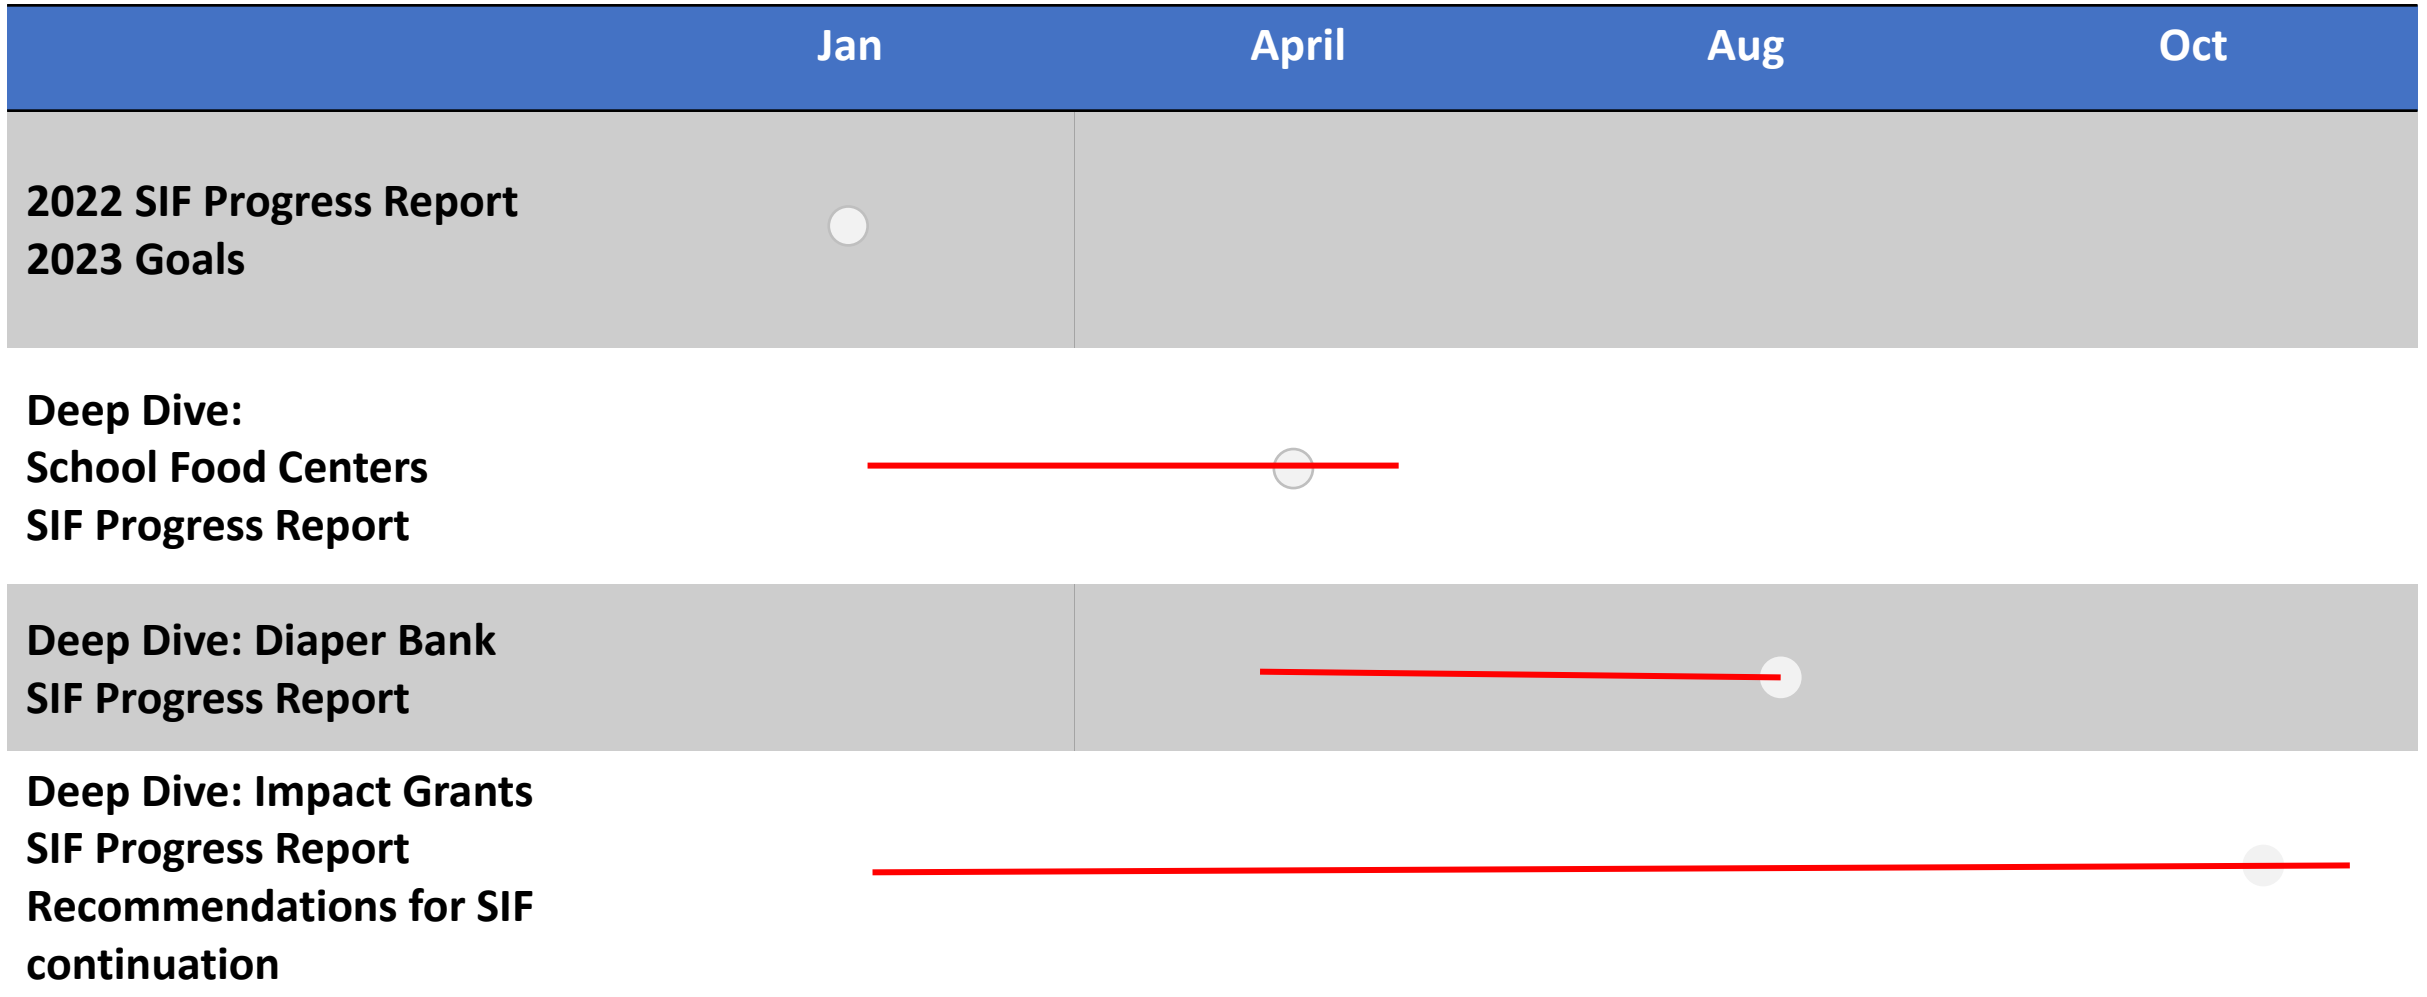 Jan April Aug Oct
2022 SIF Progress Report
2023 Goals
Deep Dive:
School Food Centers
SIF Progress Report
Deep Dive: Diaper Bank
SIF Progress Report
Deep Dive: Impact Grants
SIF Progress Report
Recommendations for SIF
continuation